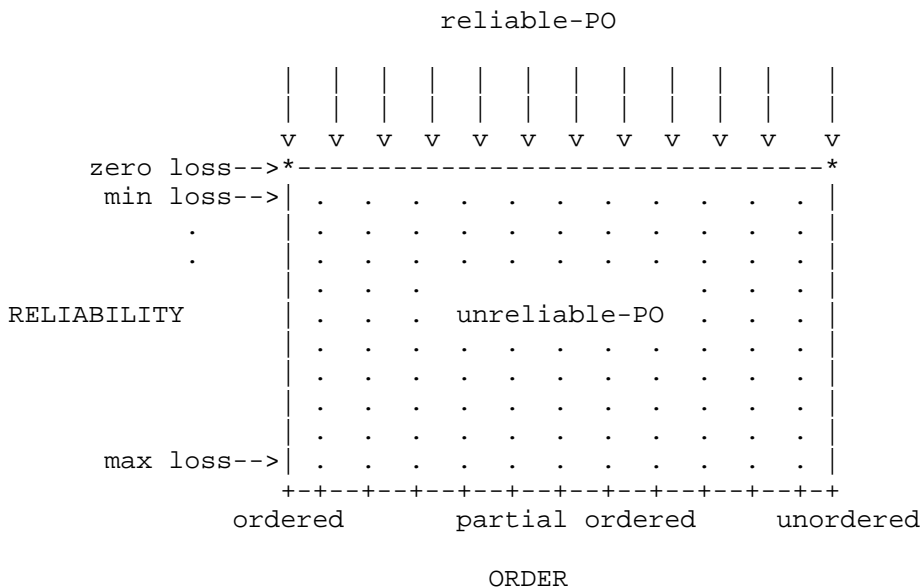 reliable-PO
| | | | | | | | | | | |
| | | | | | | | | | | |
v v v v v v v v v v v v
zero loss-->*---------------------------------*
min loss-->| . . . . . . . . . . .|
. | . . . . . . . . . . .|
. | . . . . . . . . . . .|
| . . . . . .|
RELIABILITY | . . . unreliable-PO . . .|
| . . . . . . . . . . .|
| . . . . . . . . . . .|
| . . . . . . . . . . .|
| . . . . . . . . . . .|
max loss-->| . . . . . . . . . . .|
+-+--+--+--+--+--+--+--+--+--+--+-+
ordered partial ordered unordered
ORDER